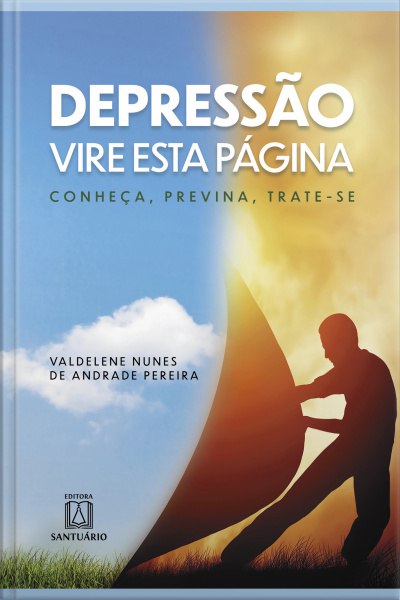 DEPRESSÃO
VIRE ESTA PÁGINA
CONHEÇA, PREVINA, TRATE-SE
VALDELENE NUNES
DE ANDRADE PEREIRA
EDITORA
SANTUÁRIO